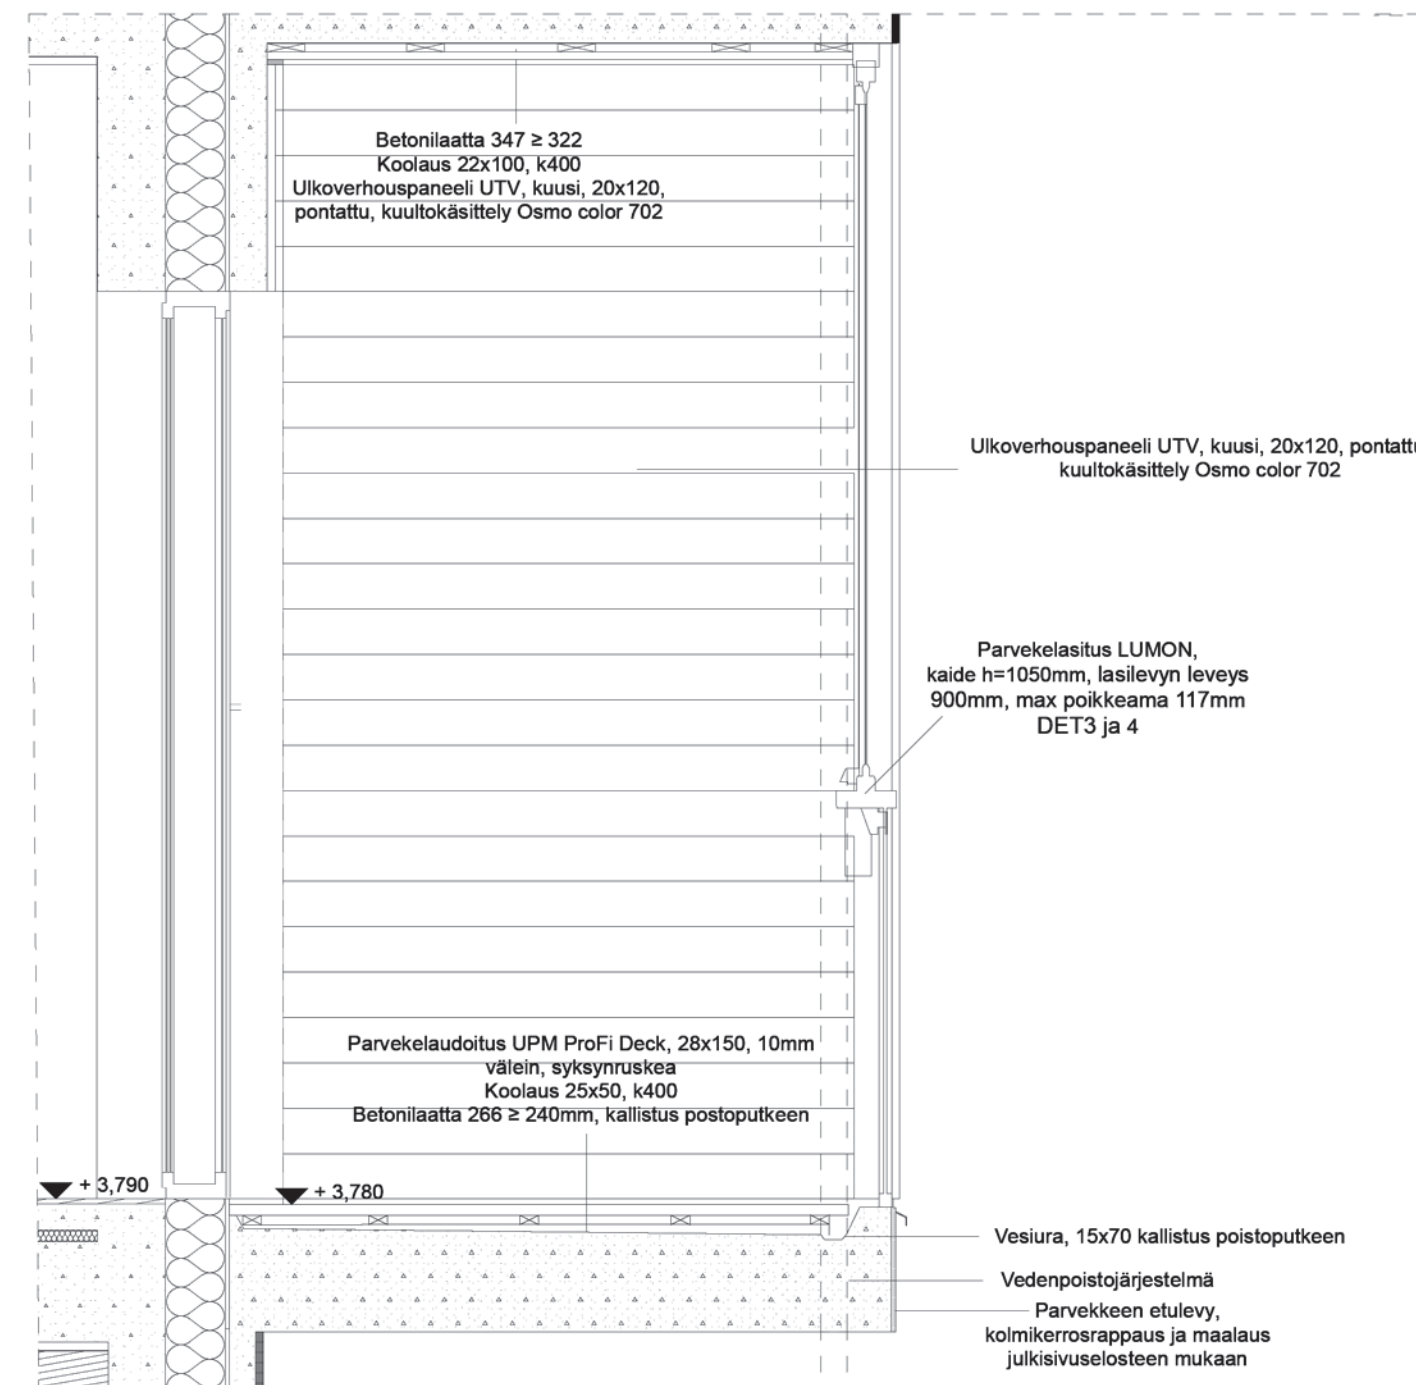 Betonilaatta 347 ≥ 322
Koolaus 22x100, k400
Ulkoverhouspaneeli UTV, kuusi, 20x120,
pontattu, kuultokäsittely Osmo color 702
Ulkoverhouspaneeli UTV, kuusi, 20x120, pontattu
kuultokäsittely Osmo color 702
Parvekelasitus LUMON,
kaide h=1050mm, lasilevyn leveys
900mm, max poikkeama 117mm
DET3 ja 4
Parvekelaudoitus UPM ProFi Deck, 28x150, 10mm
välein, syksynruskea
Koolaus 25x50, k400
Betonilaatta 266 ≥ 240mm, kallistus postoputkeen
+ 3,790
+ 3,780
Vesiura, 15x70 kallistus poistoputkeen
Vedenpoistojärjestelmä
Parvekkeen etulevy,
kolmikerrosrappaus ja maalaus
julkisivuselosteen mukaan